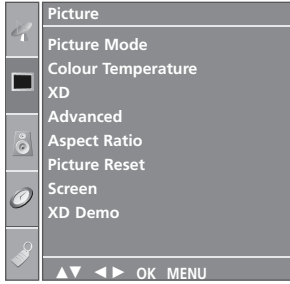 Picture
Picture Mode
Colour Temperature
XD
Advanced
Aspect Ratio
Picture Reset
Screen
XD Demo
▲▼ ◄► OK MENU